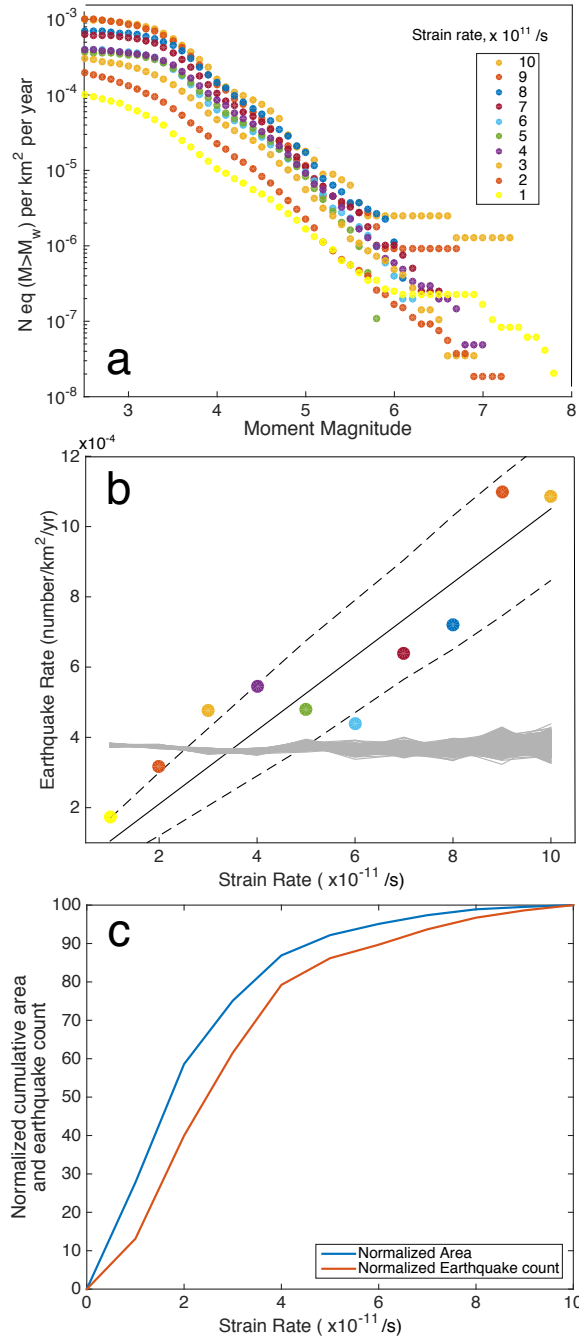 10⁻³
10⁻⁴
10⁻⁵
10⁻⁶
10⁻⁷
10⁻⁸
N eq (M>M_w) per km² per year
Strain rate, x 10¹¹ /s
10
9
8
7
6
5
4
3
2
1
a
3 4 5 6 7 8
Moment Magnitude
x10⁻⁴
12
10
8
6
4
2
Earthquake Rate (number/km²/yr)
b
2 4 6 8 10
Strain Rate ( x10⁻¹¹ /s)
100
90
80
70
60
50
40
30
20
10
0
Normalized cumulative area
and earthquake count
c
Normalized Area
Normalized Earthquake count
0 2 4 6 8 10
Strain Rate ( x10⁻¹¹ /s)